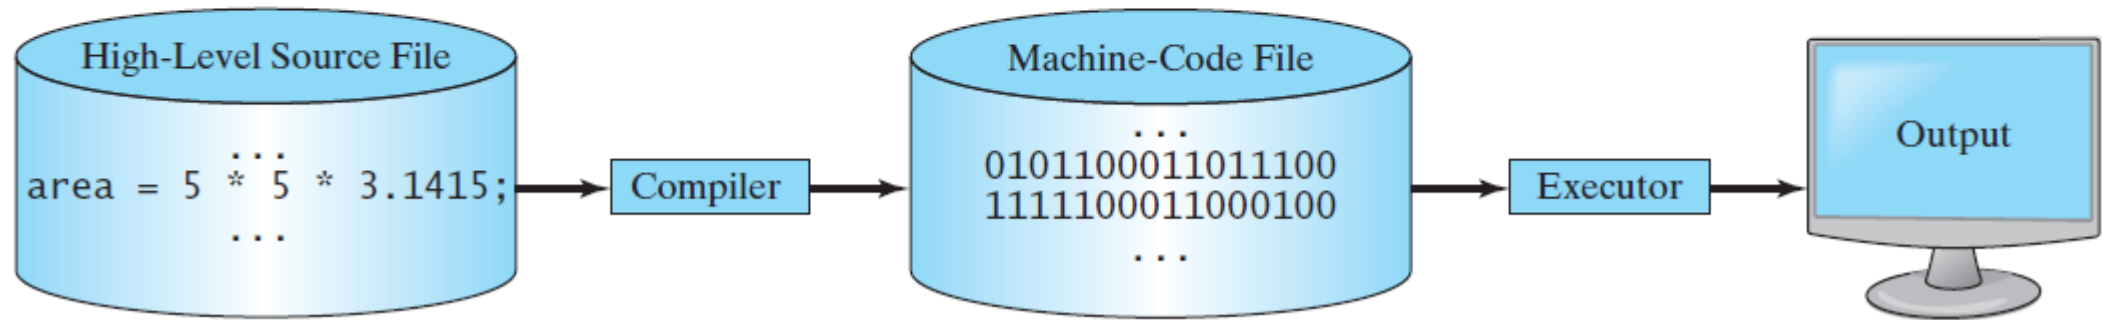 High-Level Source File
...
area = 5 * 5 * 3.1415;
...
Compiler
Machine-Code File
...
0101100011011100
1111100011000100
...
Executor
Output